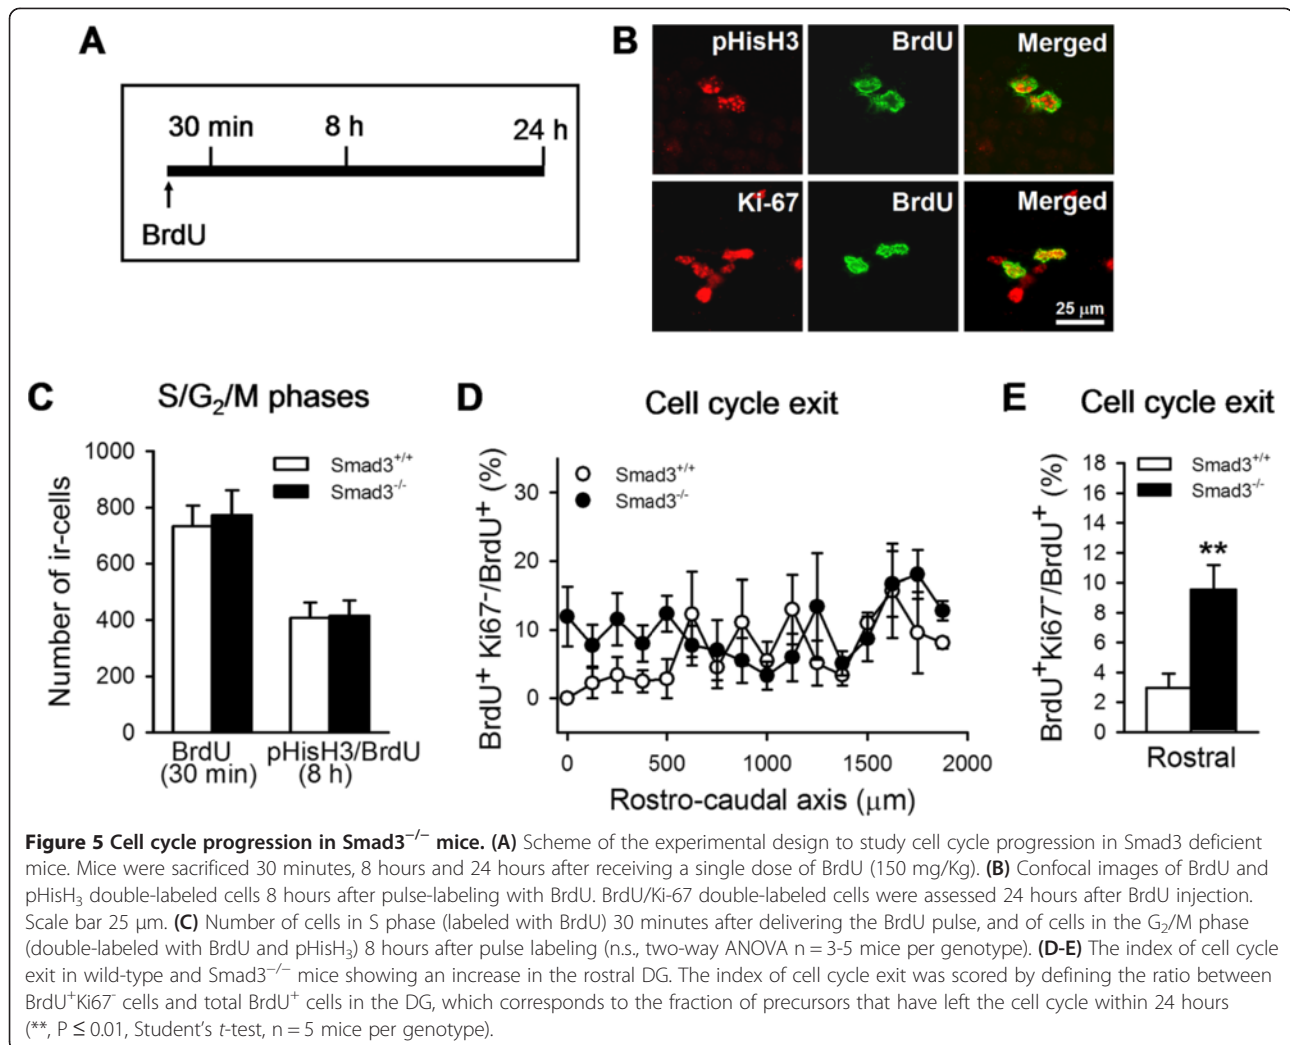 A
30 min
8 h
24 h
BrdU
B
pHisH3
BrdU
Merged
Ki-67
BrdU
Merged
25 µm
C
S/G₂/M phases
Number of ir-cells
1000
800
600
400
200
0
Smad3+/+
Smad3-/-
BrdU
(30 min)
pHisH3/BrdU
(8 h)
D
Cell cycle exit
BrdU⁺ Ki67⁻/BrdU⁺ (%)
30
20
10
0
Smad3+/+
Smad3-/-
0
500
1000
1500
2000
Rostro-caudal axis (µm)
E
Cell cycle exit
BrdU⁺Ki67⁻/BrdU⁺ (%)
18
16
14
12
10
8
6
4
2
0
Smad3+/+
Smad3-/-
**
Rostral
Figure 5 Cell cycle progression in Smad3−/− mice. (A) Scheme of the experimental design to study cell cycle progression in Smad3 deficient
mice. Mice were sacrificed 30 minutes, 8 hours and 24 hours after receiving a single dose of BrdU (150 mg/Kg). (B) Confocal images of BrdU and
pHisH₃ double-labeled cells 8 hours after pulse-labeling with BrdU. BrdU/Ki-67 double-labeled cells were assessed 24 hours after BrdU injection.
Scale bar 25 µm. (C) Number of cells in S phase (labeled with BrdU) 30 minutes after delivering the BrdU pulse, and of cells in the G₂/M phase
(double-labeled with BrdU and pHisH₃) 8 hours after pulse labeling (n.s., two-way ANOVA n = 3-5 mice per genotype). (D-E) The index of cell cycle
exit in wild-type and Smad3−/− mice showing an increase in the rostral DG. The index of cell cycle exit was scored by defining the ratio between
BrdU⁺Ki67⁻ cells and total BrdU⁺ cells in the DG, which corresponds to the fraction of precursors that have left the cell cycle within 24 hours
(**, P ≤ 0.01, Student's t-test, n = 5 mice per genotype).